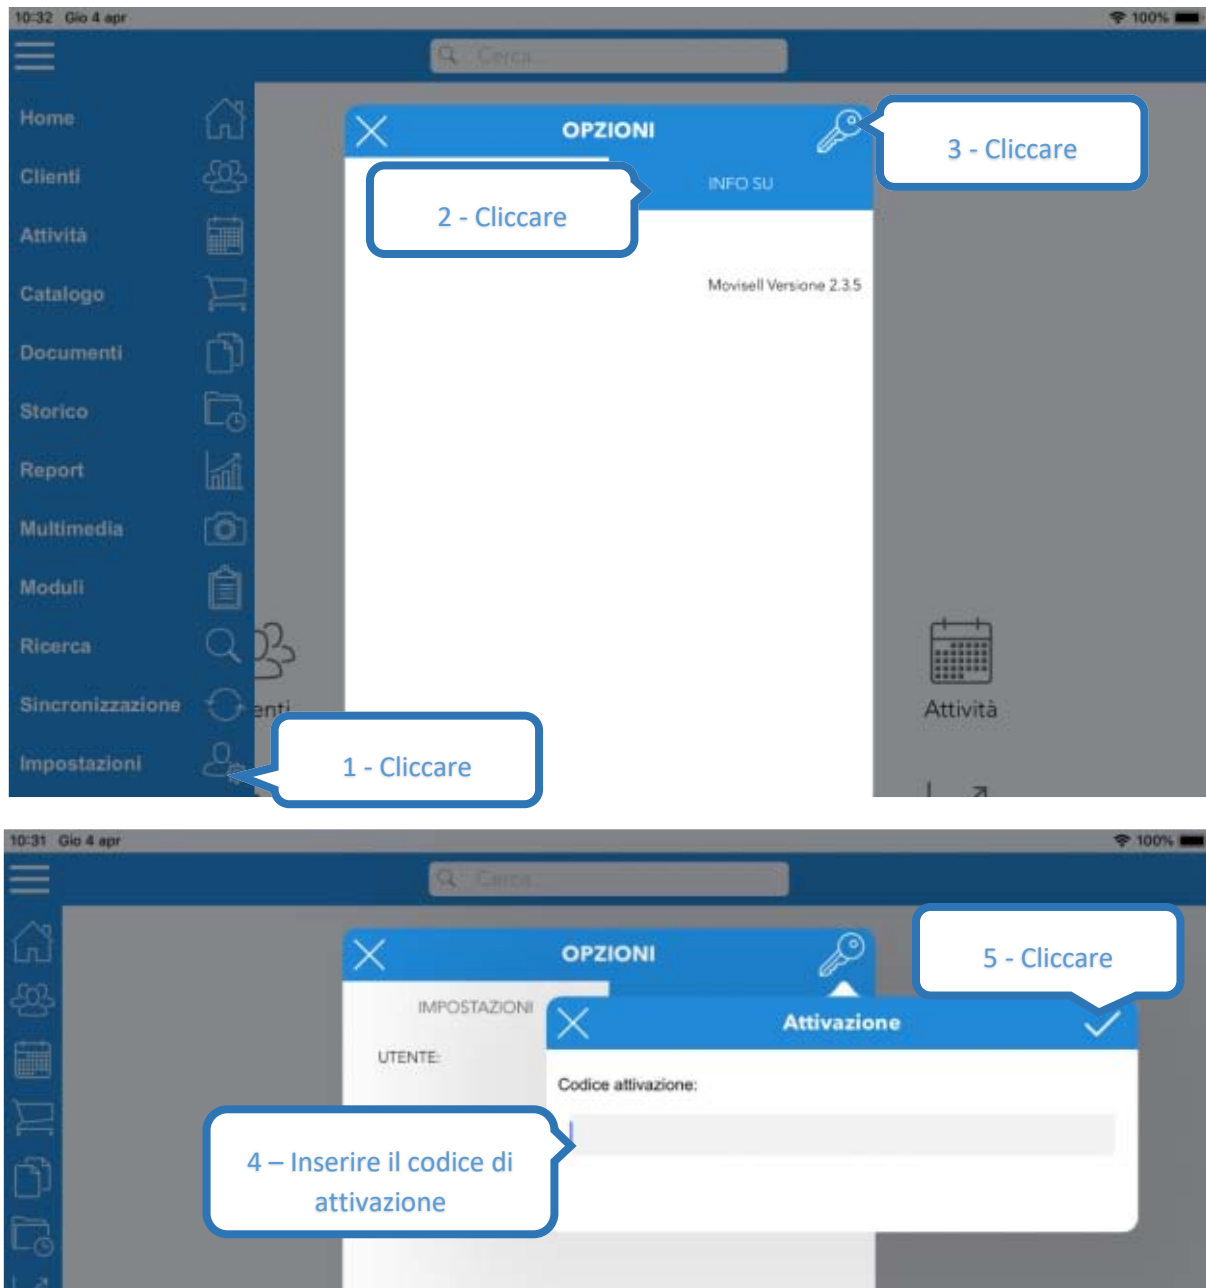 10:32 Gio 4 apr
100%
Cerca...
Home
Clienti
Attività
Catalogo
Documenti
Storico
Report
Multimedia
Moduli
Ricerca
Sincronizzazione
Impostazioni
OPZIONI
3 - Cliccare
2 - Cliccare
INFO SU
Movisell Versione 2.3.5
enti
Attività
1 - Cliccare
10:31 Gio 4 apr
100%
Cerca...
OPZIONI
5 - Cliccare
IMPOSTAZIONI
Attivazione
UTENTE:
Codice attivazione:
4 – Inserire il codice di
attivazione